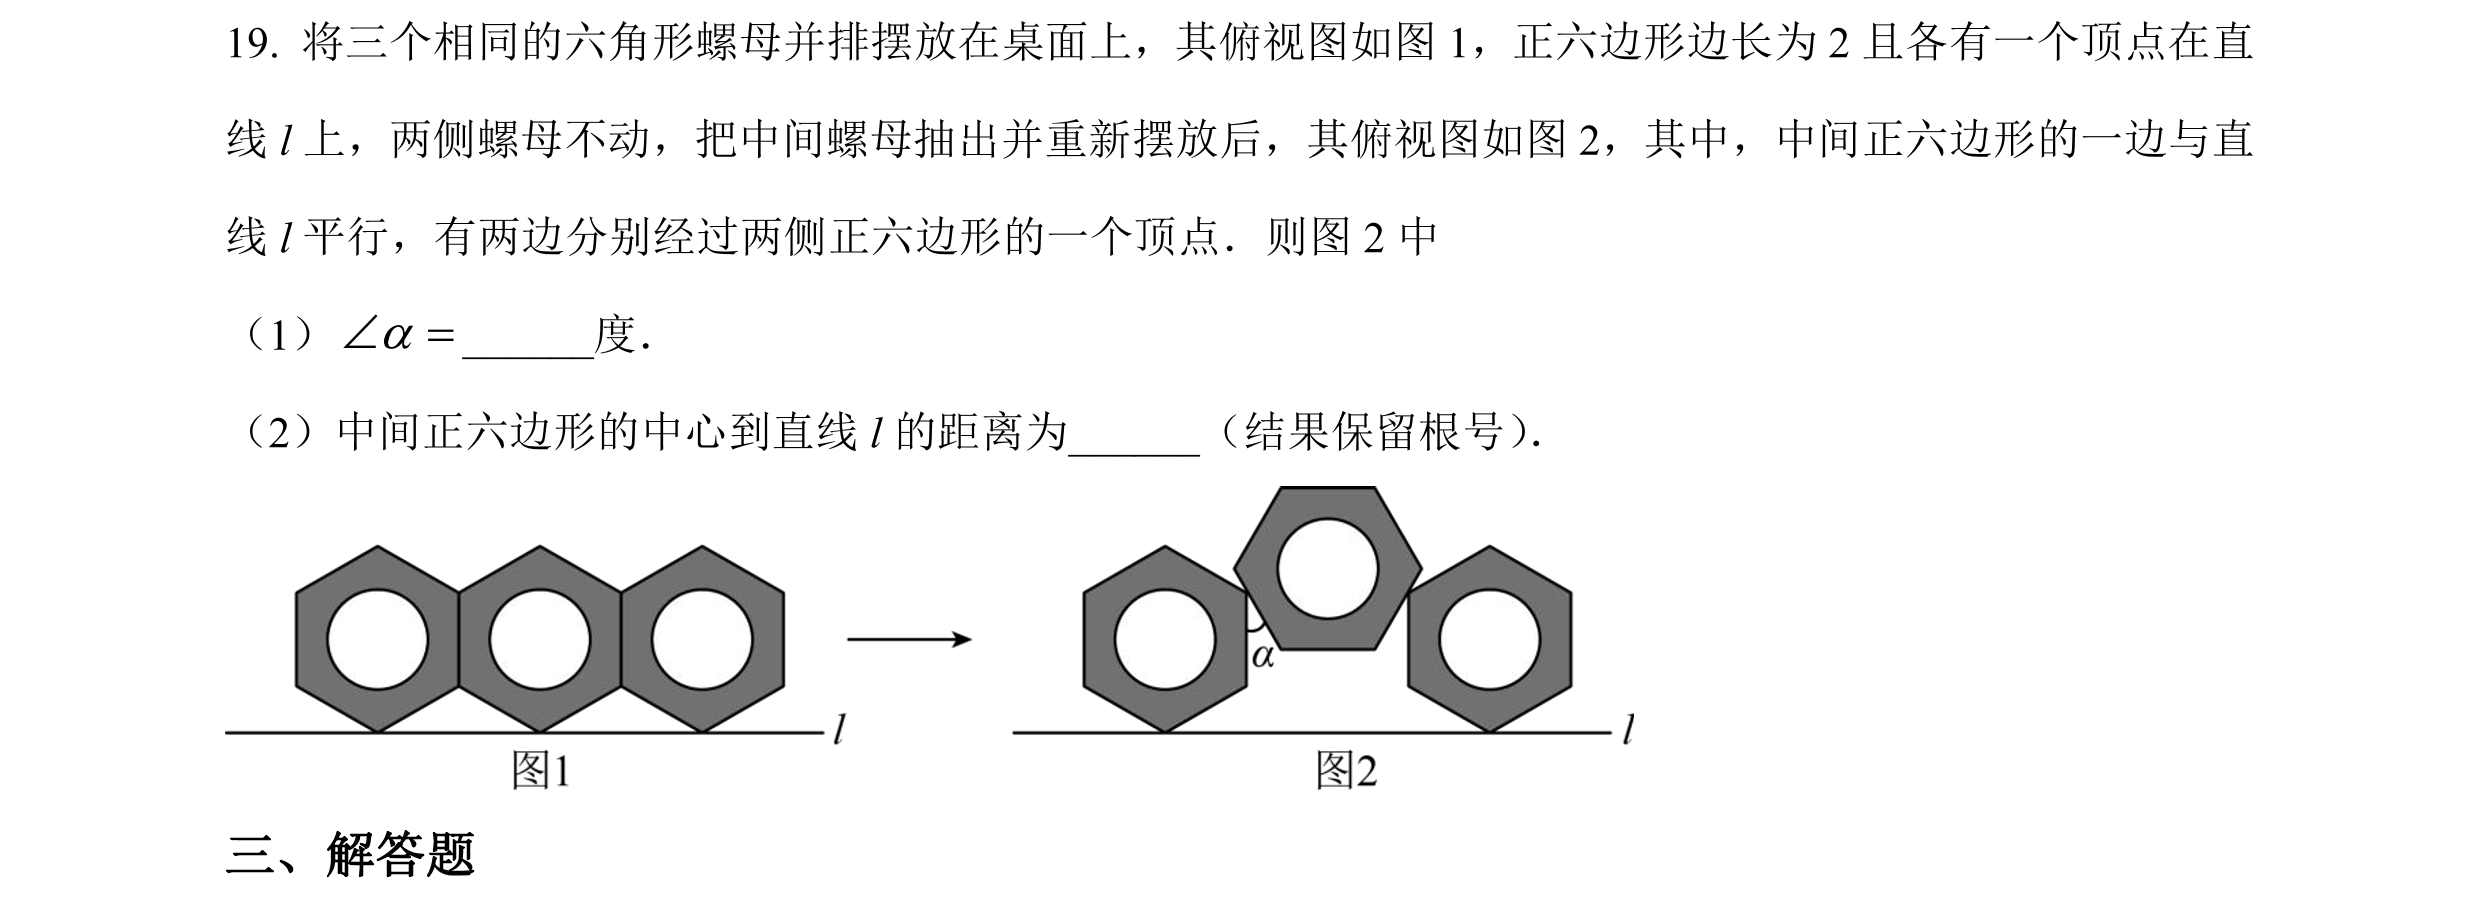 19. 将三个相同的六角形螺母并排摆放在桌面上，其俯视图如图 1，正六边形边长为 2 且各有一个顶点在直
线 l 上，两侧螺母不动，把中间螺母抽出并重新摆放后，其俯视图如图 2，其中，中间正六边形的一边与直
线 l 平行，有两边分别经过两侧正六边形的一个顶点．则图 2 中
（1）∠α =______度．
（2）中间正六边形的中心到直线 l 的距离为______（结果保留根号）．
α
l
l
图1
图2
三、解答题